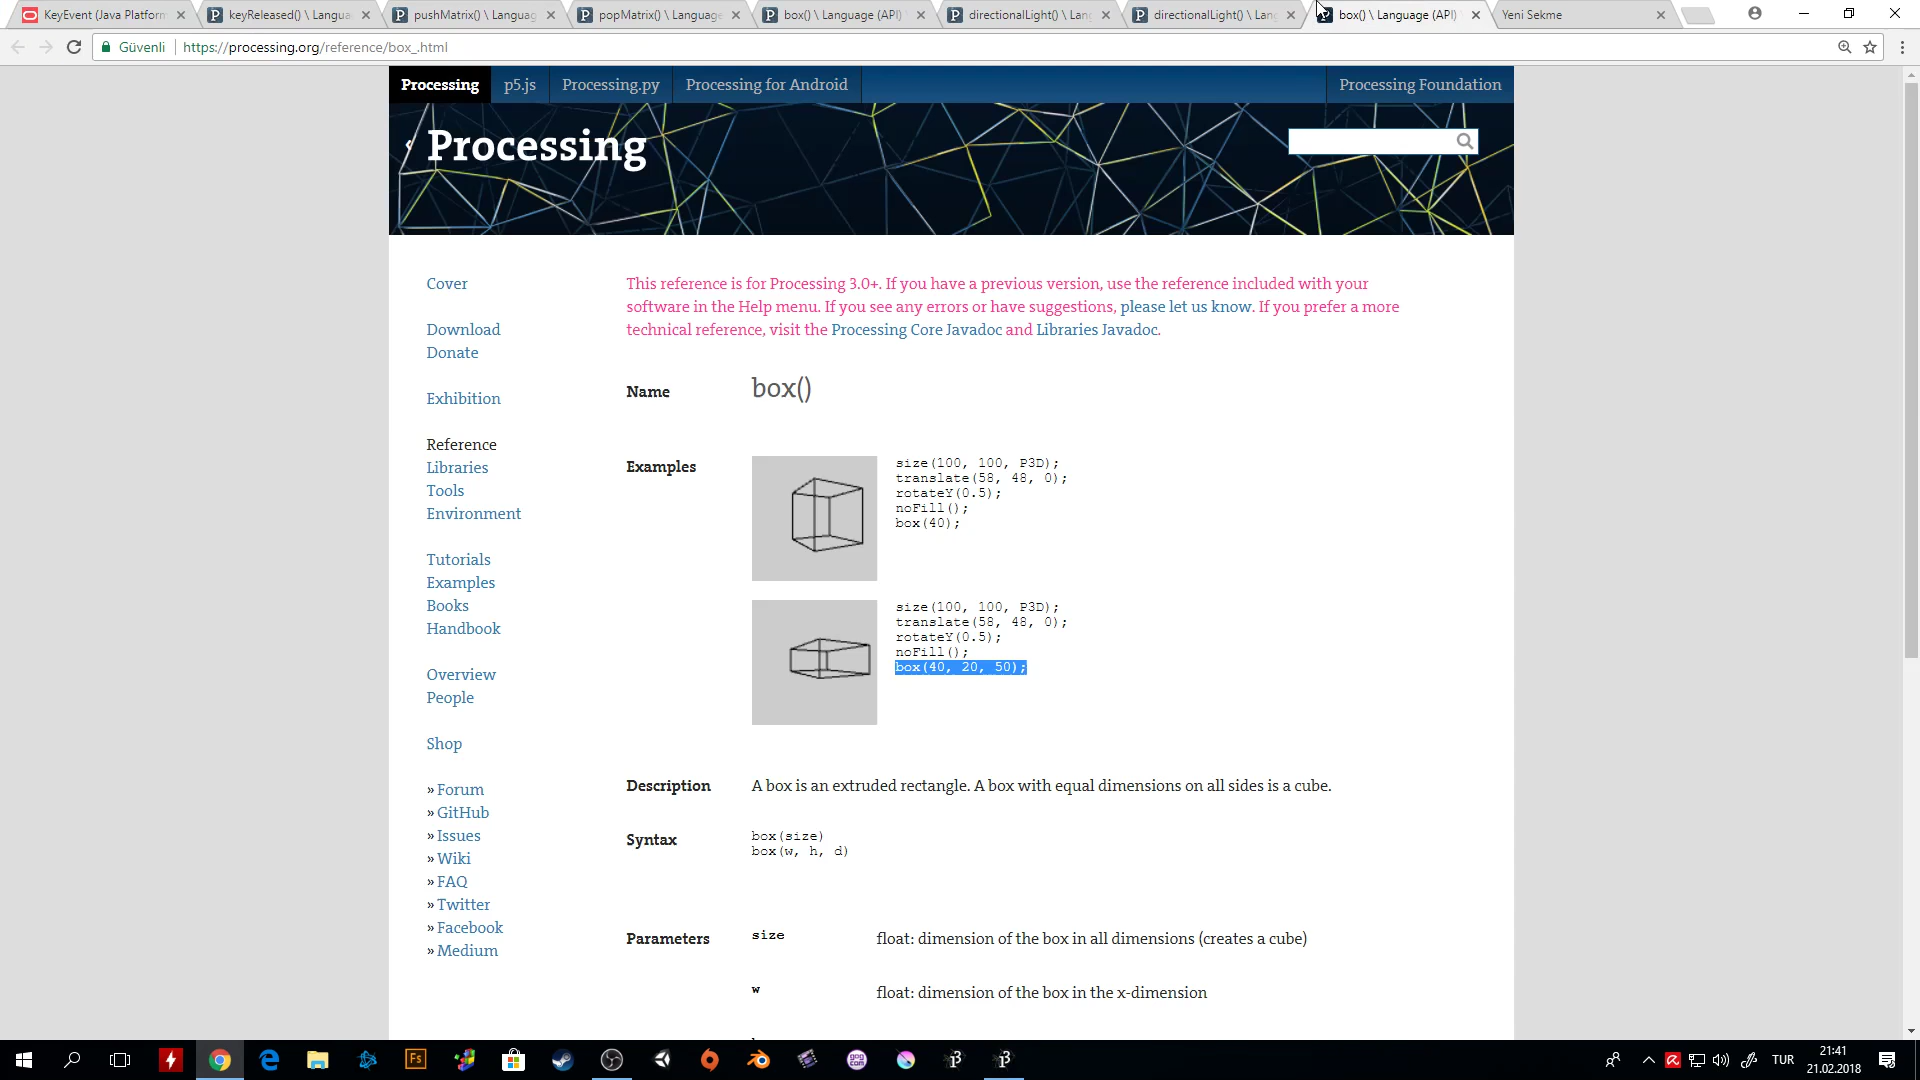 KeyEvent (Java Platform
keyReleased() \ Langua
pushMatrix() \ Languag
popMatrix() \ Language
box() \ Language (API)
directionalLight() \ Lan
directionalLight() \ Lang
box() \ Language (API)
Yeni Sekme
Güvenli
https://processing.org/reference/box_.html
Processing
p5.js
Processing.py
Processing for Android
Processing Foundation
Processing
Cover
Download
Donate
Exhibition
Reference
Libraries
Tools
Environment
Tutorials
Examples
Books
Handbook
Overview
People
Shop
» Forum
» GitHub
» Issues
» Wiki
» FAQ
» Twitter
» Facebook
» Medium
This reference is for Processing 3.0+. If you have a previous version, use the reference included with your
software in the Help menu. If you see any errors or have suggestions, please let us know. If you prefer a more
technical reference, visit the Processing Core Javadoc and Libraries Javadoc.
Name
box()
Examples
size(100, 100, P3D);
translate(58, 48, 0);
rotateY(0.5);
noFill();
box(40);
size(100, 100, P3D);
translate(58, 48, 0);
rotateY(0.5);
noFill();
box(40, 20, 50);
Description
A box is an extruded rectangle. A box with equal dimensions on all sides is a cube.
Syntax
box(size)
box(w, h, d)
Parameters
size
float: dimension of the box in all dimensions (creates a cube)
w
float: dimension of the box in the x-dimension
TUR
21:41
21.02.2018